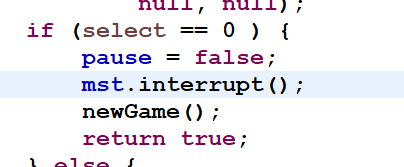 null, null);
if (select == 0 ) {
pause = false;
mst.interrupt();
newGame();
return true;
} else {